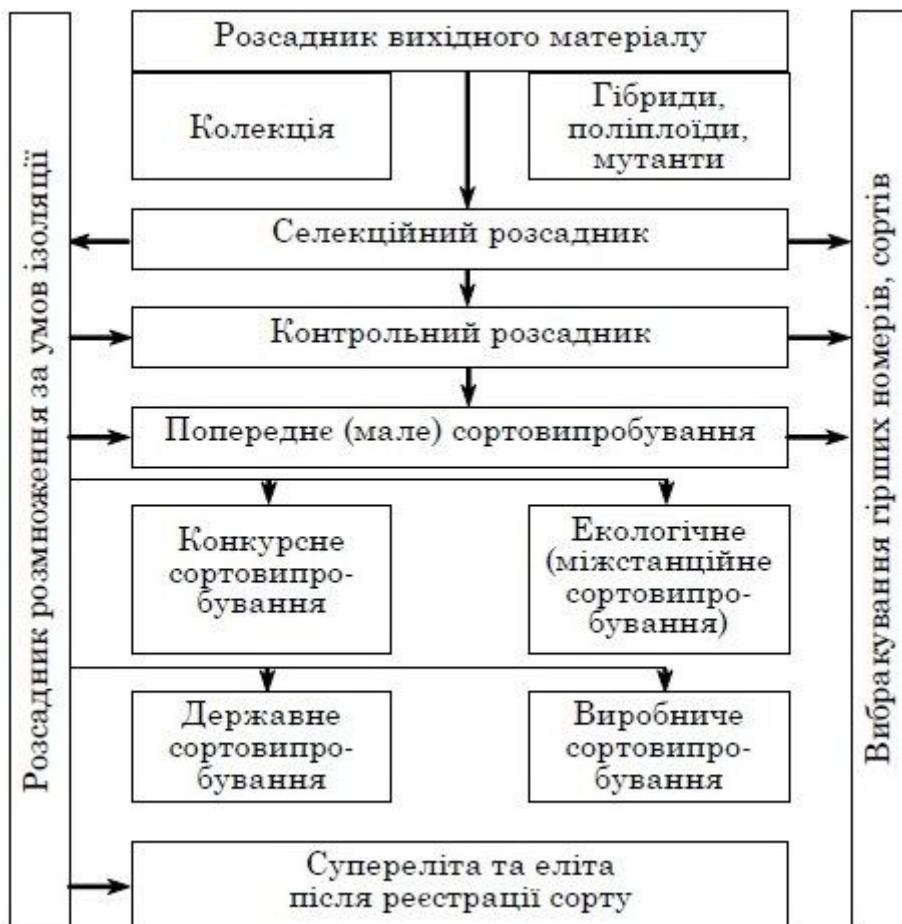 Розсадник розмноження за умов ізоляції
Розсадник вихідного матеріалу
Колекція
Гібриди,
поліплоїди,
мутанти
Селекційний розсадник
Контрольний розсадник
Попереднє (мале) сортовипробування
Конкурсне
сортовипро-
бування
Екологічне
(міжстанційне
сортовипро-
бування)
Державне
сортовипро-
бування
Виробниче
сортовипро-
бування
Супереліта та еліта
після реєстрації сорту
Вибракування гірших номерів, сортів